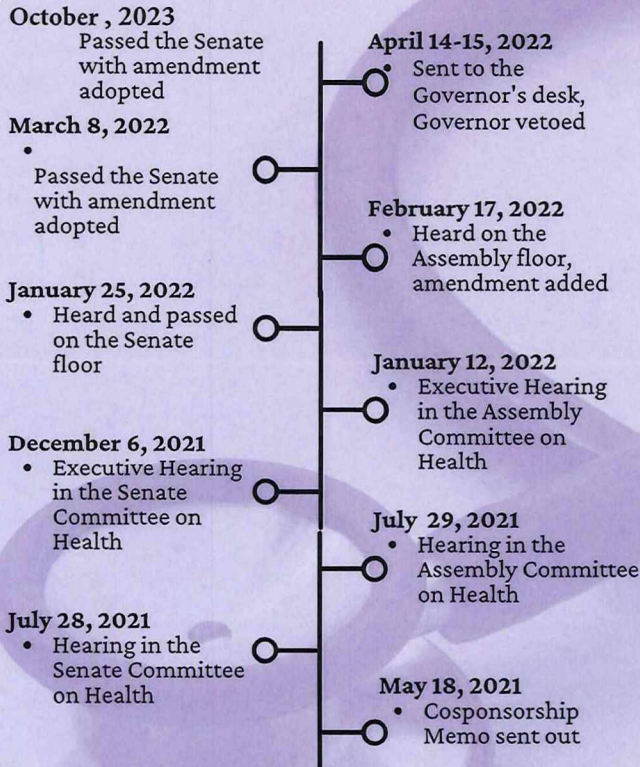 October , 2023
Passed the Senate
with amendment
adopted
April 14-15, 2022
• Sent to the
Governor's desk,
Governor vetoed
March 8, 2022
•
Passed the Senate
with amendment
adopted
February 17, 2022
• Heard on the
Assembly floor,
amendment added
January 25, 2022
• Heard and passed
on the Senate
floor
January 12, 2022
• Executive Hearing
in the Assembly
Committee on
Health
December 6, 2021
• Executive Hearing
in the Senate
Committee on
Health
July 29, 2021
• Hearing in the
Assembly Committee
on Health
July 28, 2021
• Hearing in the
Senate Committee
on Health
May 18, 2021
• Cosponsorship
Memo sent out